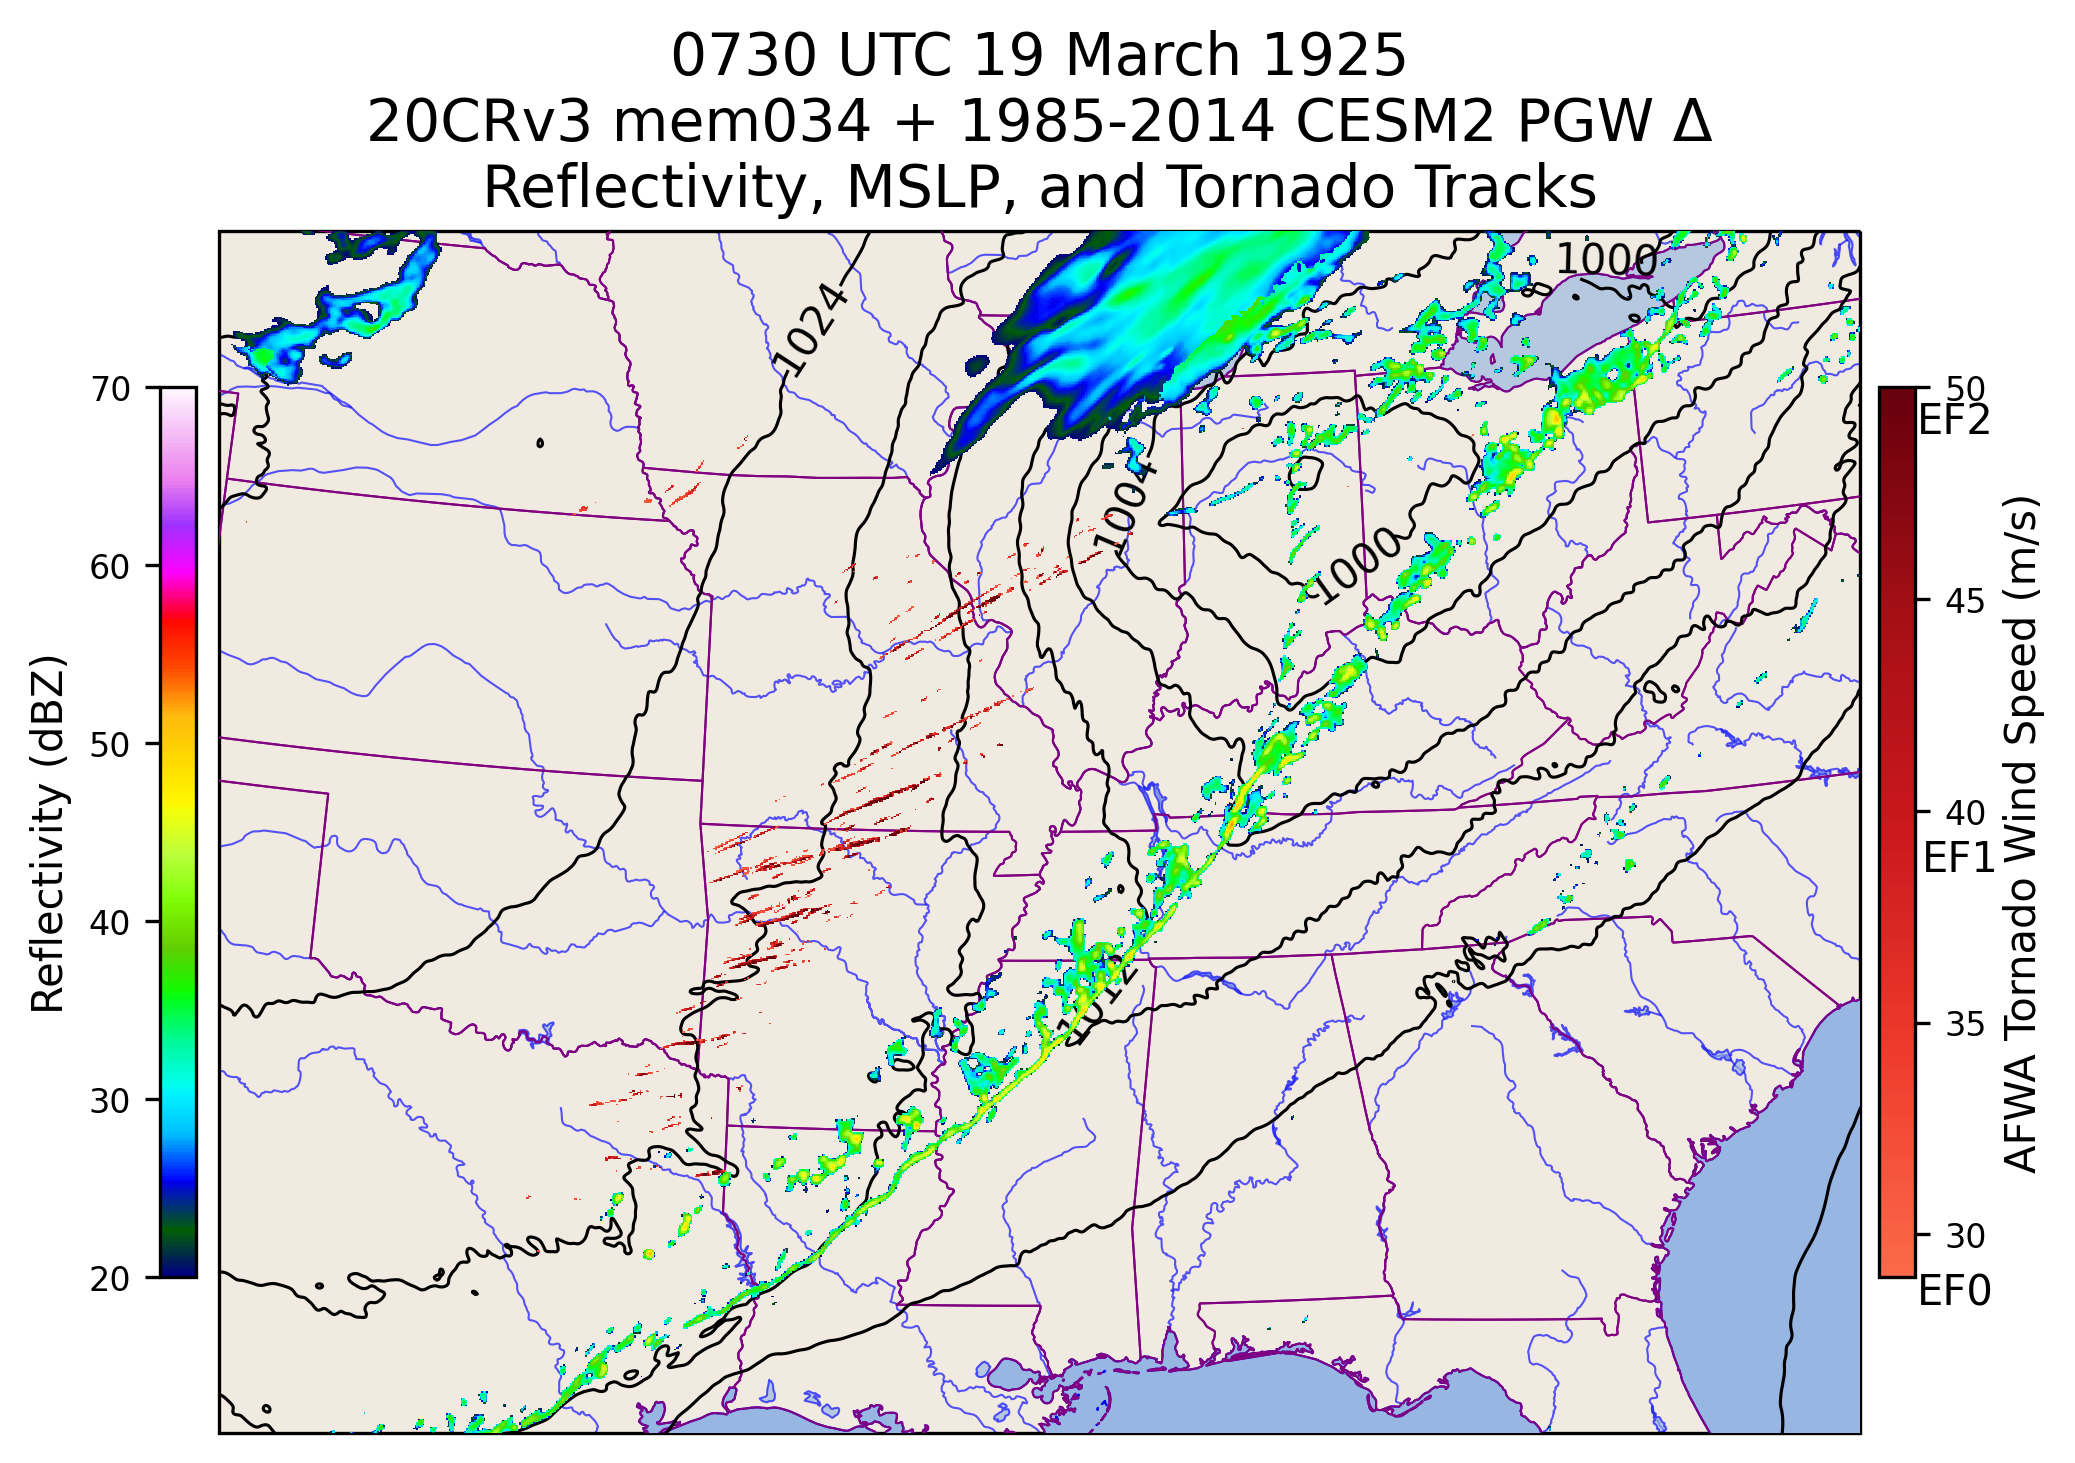 0730 UTC 19 March 1925
20CRv3 mem034 + 1985-2014 CESM2 PGW Δ
Reflectivity, MSLP, and Tornado Tracks
1000
1024
1004
1000
1012
70
60
50
40
30
20
Reflectivity (dBZ)
50
EF2
45
40
EF1
35
30
EF0
AFWA Tornado Wind Speed (m/s)